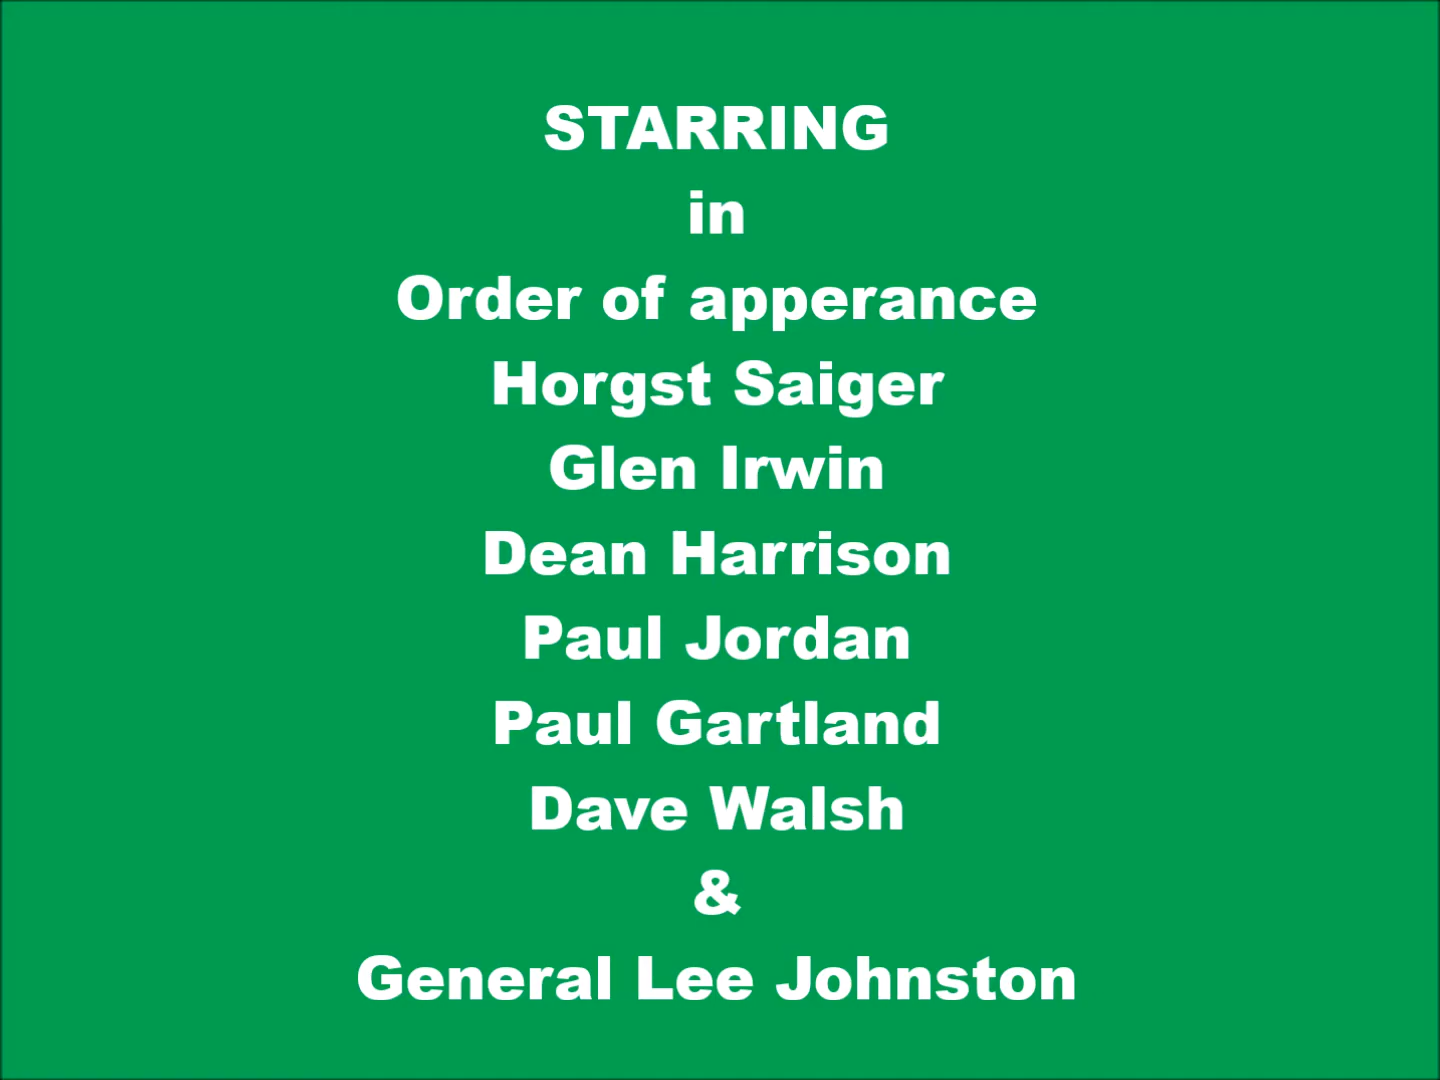 STARRING
in
Order of apperance
Horgst Saiger
Glen Irwin
Dean Harrison
Paul Jordan
Paul Gartland
Dave Walsh
&
General Lee Johnston